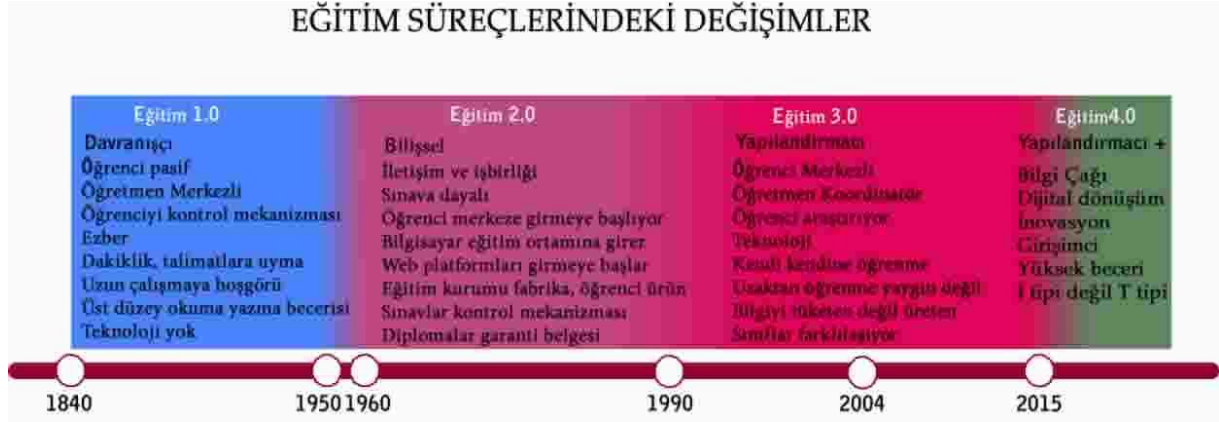 EĞİTİM SÜREÇLERİNDEKİ DEĞİŞİMLER
Eğitim 1.0
Davranışçı
Öğrenci pasif
Öğretmen Merkezli
Öğrenciyi kontrol mekanizması
Ezber
Dakiklik, talimatlara uyma
Uzun çalışmaya hoşgörü
Üst düzey okuma yazma becerisi
Teknoloji yok
Eğitim 2.0
Bilişsel
İletişim ve işbirliği
Sınava dayalı
Öğrenci merkeze girmeye başlıyor
Bilgisayar eğitim ortamına girer
Web platformları girmeye başlar
Eğitim kurumu fabrika, öğrenci ürün
Sınavlar kontrol mekanizması
Diplomalar garanti belgesi
Eğitim 3.0
Yapılandırmacı
Öğrenci Merkezli
Öğretmen Koordinatör
Öğrenci araştırıyor
Teknoloji
Kendi kendine öğrenme
Uzaktan öğrenme yaygın değil
Bilgiyi tüketen değil üreten
Sınıflar farklılaşıyor
Eğitim4.0
Yapılandırmacı +
Bilgi Çağı
Dijital dönüşüm
İnovasyon
Girişimci
Yüksek beceri
I tipi değil T tipi
1840
1950
1960
1990
2004
2015